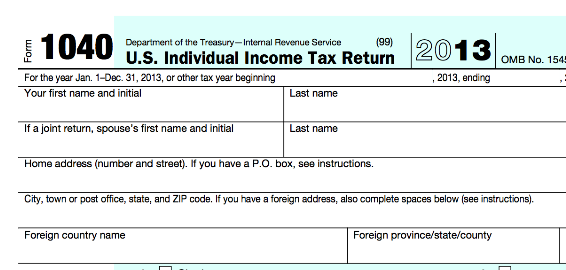 Form 1040 Department of the Treasury—Internal Revenue Service (99)
U.S. Individual Income Tax Return 2013 OMB No.
For the year Jan. 1–Dec. 31, 2013, or other tax year beginning , 2013, ending
Your first name and initial Last name
If a joint return, spouse's first name and initial Last name
Home address (number and street). If you have a P.O. box, see instructions.
City, town or post office, state, and ZIP code. If you have a foreign address, also complete spaces below (see instructions).
Foreign country name Foreign province/state/county